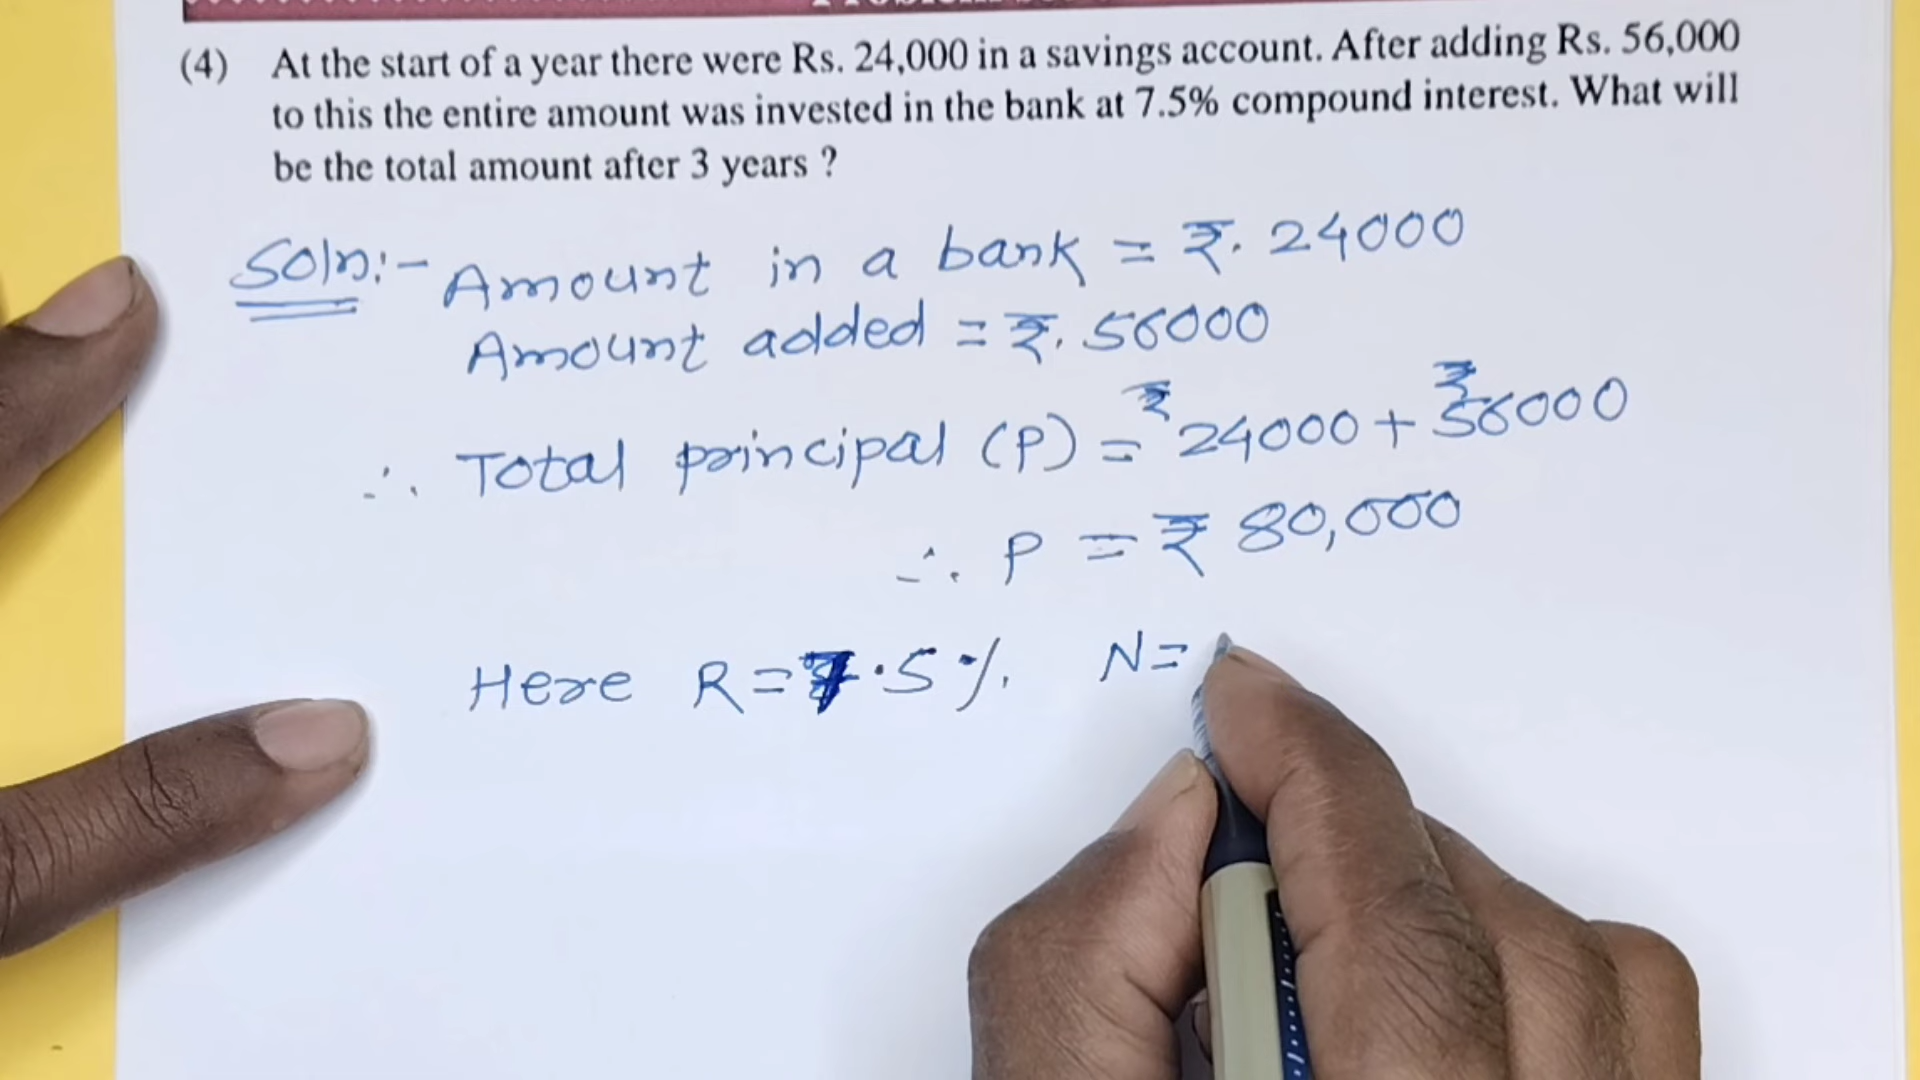 (4) At the start of a year there were Rs. 24,000 in a savings account. After adding Rs. 56,000
to this the entire amount was invested in the bank at 7.5% compound interest. What will
be the total amount after 3 years ?
Soln:- Amount in a bank = ₹. 24000
Amount added = ₹. 56000
∴ Total principal (P) = ₹ 24000 + ₹ 56000
∴ P = ₹ 80,000
Here R = 7.5 %. N =